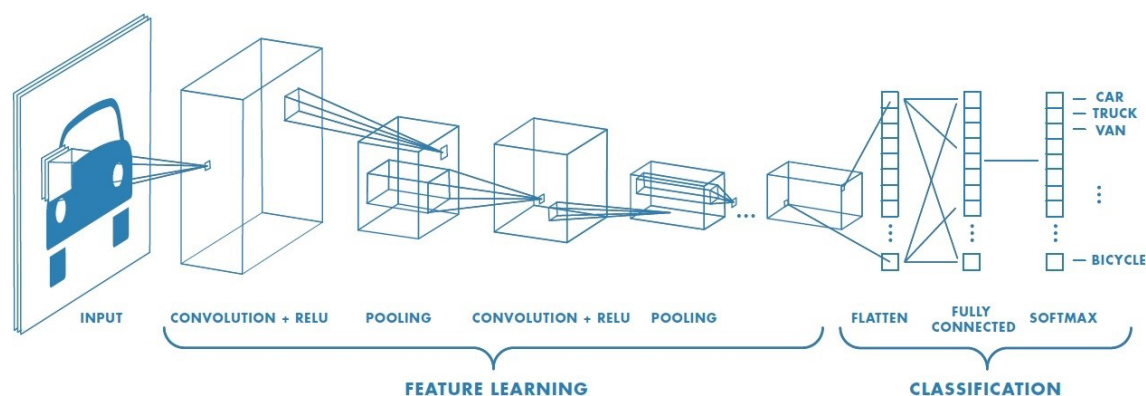 CAR
TRUCK
VAN
BICYCLE
INPUT
CONVOLUTION + RELU
POOLING
CONVOLUTION + RELU
POOLING
FLATTEN
FULLY
CONNECTED
SOFTMAX
FEATURE LEARNING
CLASSIFICATION